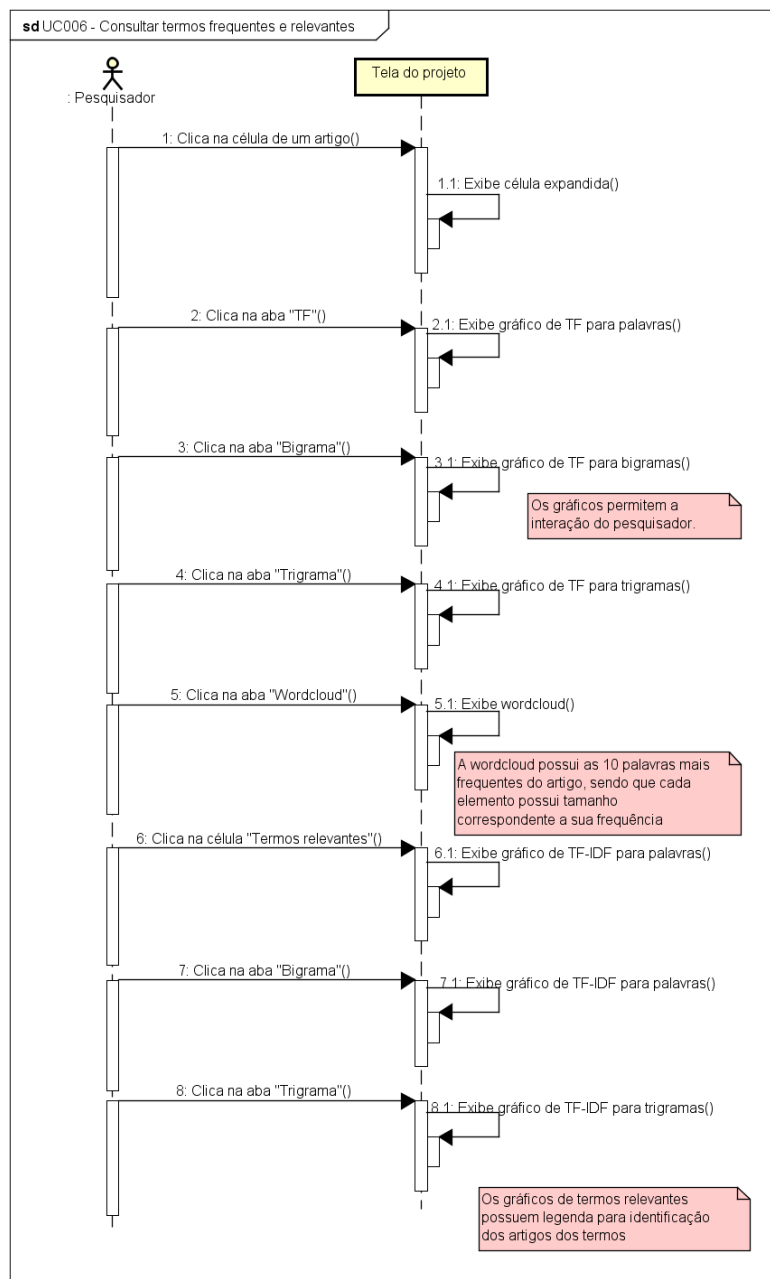 sd UC006 - Consultar termos frequentes e relevantes
: Pesquisador
Tela do projeto
1: Clica na célula de um artigo()
1.1: Exibe célula expandida()
2: Clica na aba "TF"()
2.1: Exibe gráfico de TF para palavras()
3: Clica na aba "Bigrama"()
3.1: Exibe gráfico de TF para bigramas()
Os gráficos permitem a
interação do pesquisador.
4: Clica na aba "Trigrama"()
4.1: Exibe gráfico de TF para trigramas()
5: Clica na aba "Wordcloud"()
5.1: Exibe wordcloud()
A wordcloud possui as 10 palavras mais
frequentes do artigo, sendo que cada
elemento possui tamanho
correspondente a sua frequência
6: Clica na célula "Termos relevantes"()
6.1: Exibe gráfico de TF-IDF para palavras()
7: Clica na aba "Bigrama"()
7.1: Exibe gráfico de TF-IDF para palavras()
8: Clica na aba "Trigrama"()
8.1: Exibe gráfico de TF-IDF para trigramas()
Os gráficos de termos relevantes
possuem legenda para identificação
dos artigos dos termos